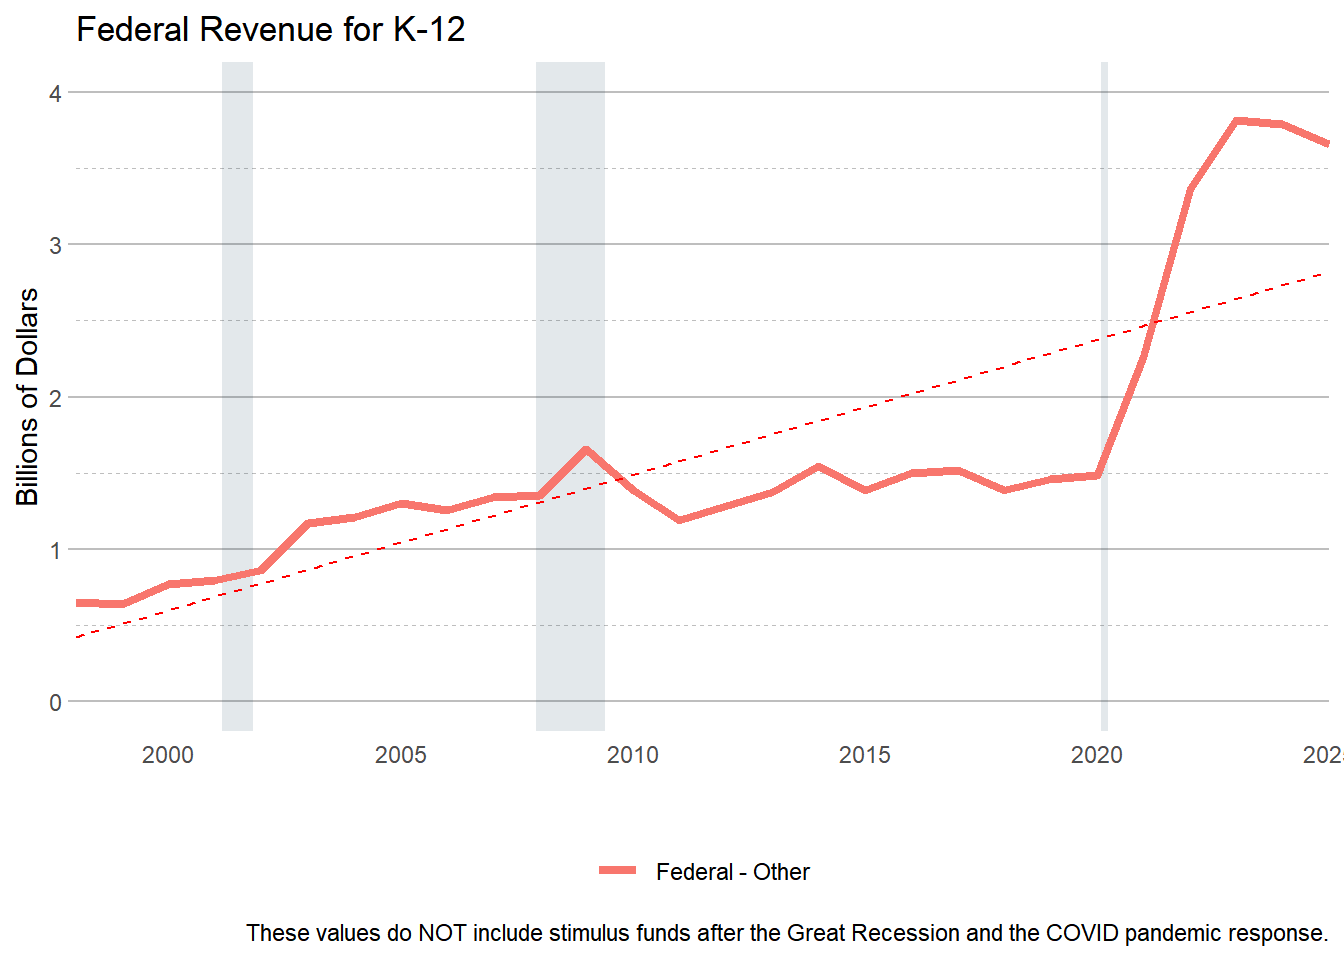 Federal Revenue for K-12
Billions of Dollars
4
3
2
1
0
2000 2005 2010 2015 2020 202
Federal - Other
These values do NOT include stimulus funds after the Great Recession and the COVID pandemic response.